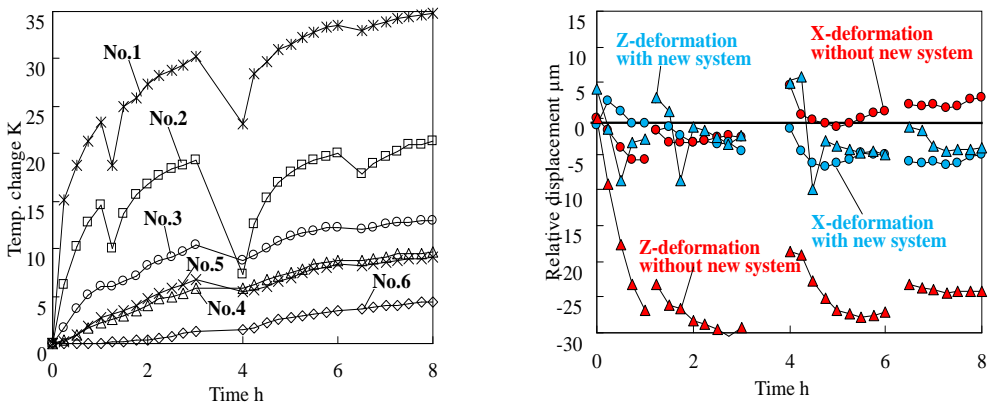 35
30
25
20
15
10
5
0
Temp. change K
No.1
No.2
No.3
No.5
No.4
No.6
0
2
4
6
8
Time h
15
10
5
0
-5
-10
-15
-20
-25
-30
Relative displacement µm
Z-deformation
with new system
X-deformation
without new system
X-deformation
with new system
Z-deformation
without new system
0
2
4
6
8
Time h